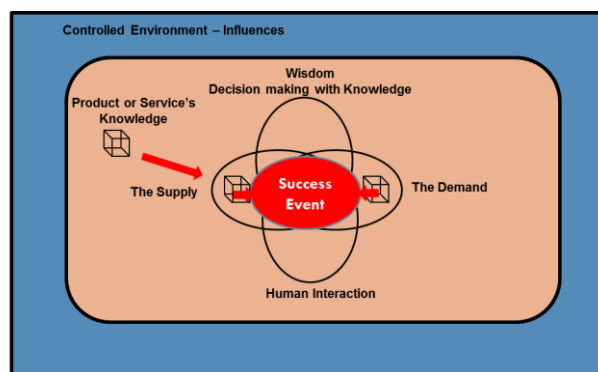 Controlled Environment – Influences
Wisdom
Decision making with Knowledge
Product or Service's
Knowledge
The Supply
Success
Event
The Demand
Human Interaction